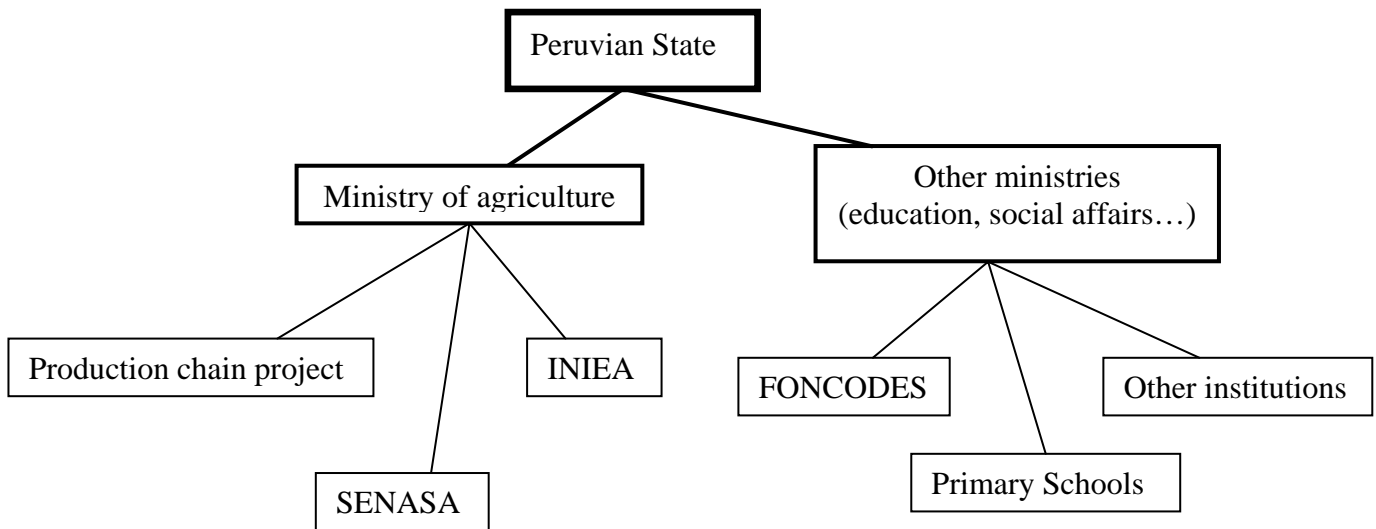 Peruvian State
Ministry of agriculture
Other ministries
(education, social affairs…)
Production chain project
INIEA
FONCODES
Other institutions
SENASA
Primary Schools